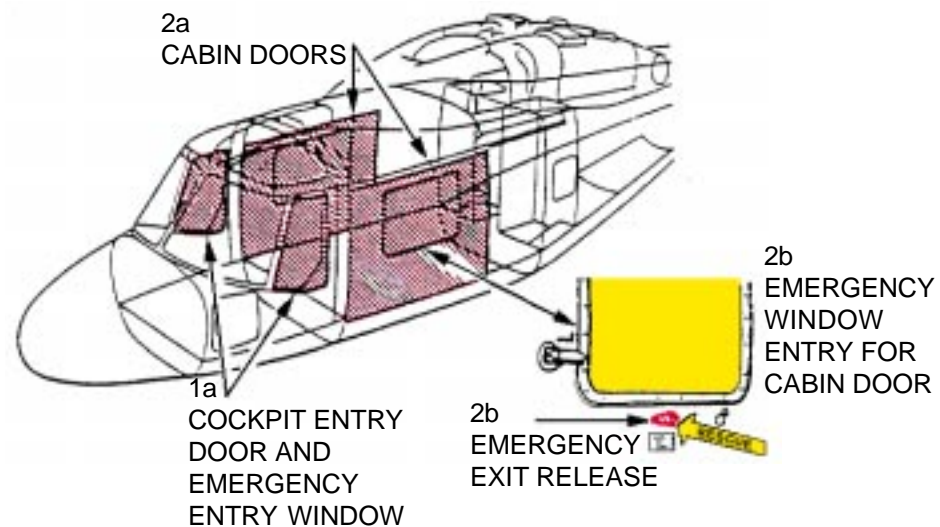 2a
CABIN DOORS
2b
EMERGENCY
WINDOW
ENTRY FOR
CABIN DOOR
1a
COCKPIT ENTRY
DOOR AND
EMERGENCY
ENTRY WINDOW
2b
EMERGENCY
EXIT RELEASE
RESCUE